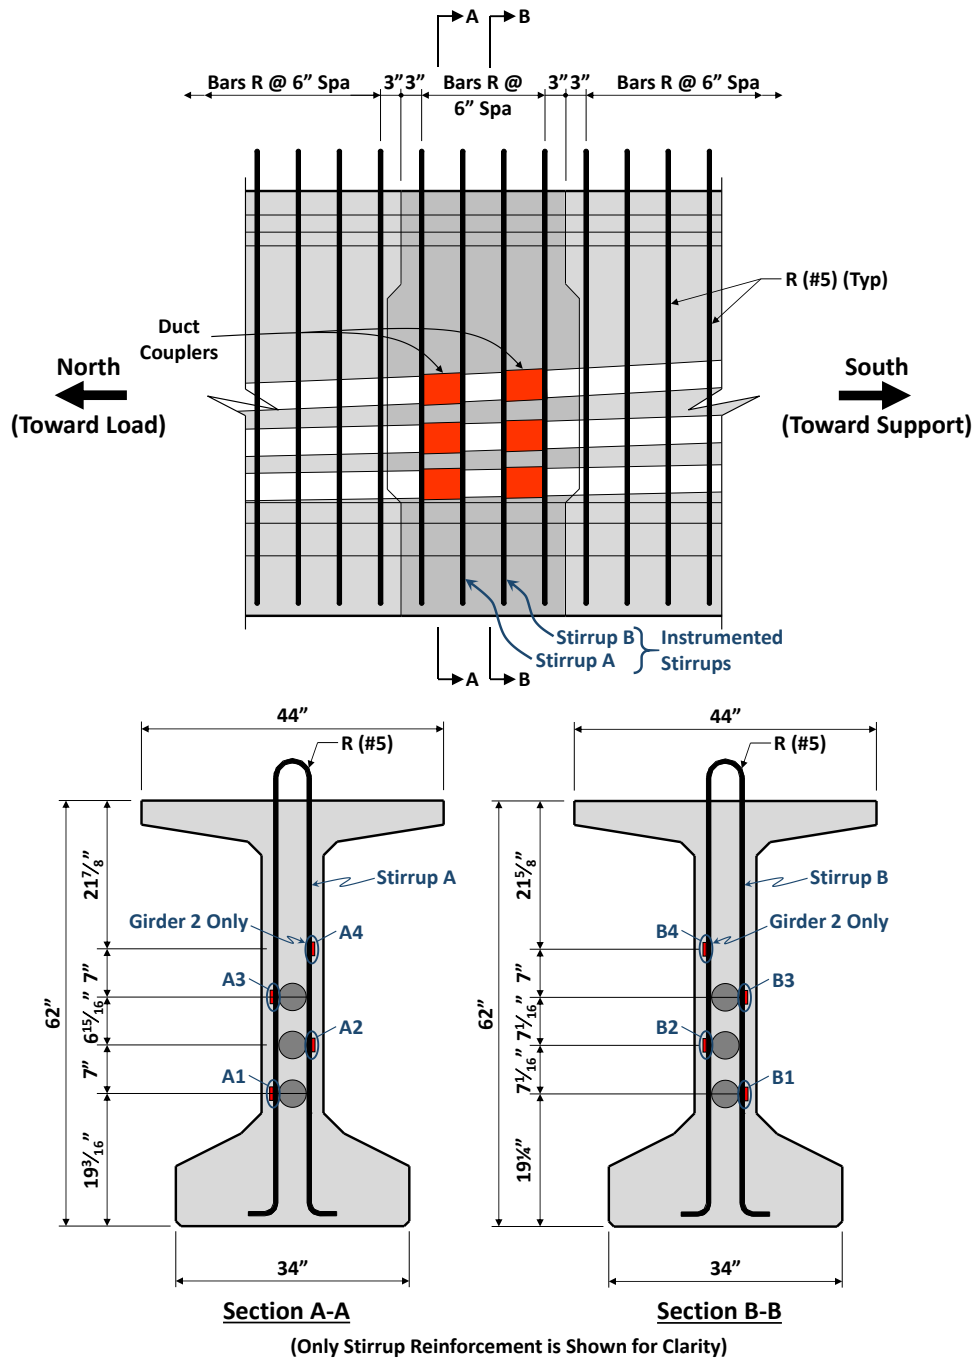 A B
Bars R @ 6” Spa 3” 3” Bars R @ 3” 3” Bars R @ 6” Spa
6” Spa
R (#5) (Typ)
Duct
Couplers
North
(Toward Load)
South
(Toward Support)
Stirrup B
Stirrup A
Instrumented
Stirrups
A B
44”
R (#5)
21⅞”
Stirrup A
Girder 2 Only
A4
7”
A3
62”
6 15/16”
A2
7”
A1
19 3/16”
34”
Section A-A
44”
R (#5)
21⅝”
Stirrup B
B4
Girder 2 Only
7”
B3
62”
7 1/16”
B2
7 1/16”
B1
19¼”
34”
Section B-B
(Only Stirrup Reinforcement is Shown for Clarity)